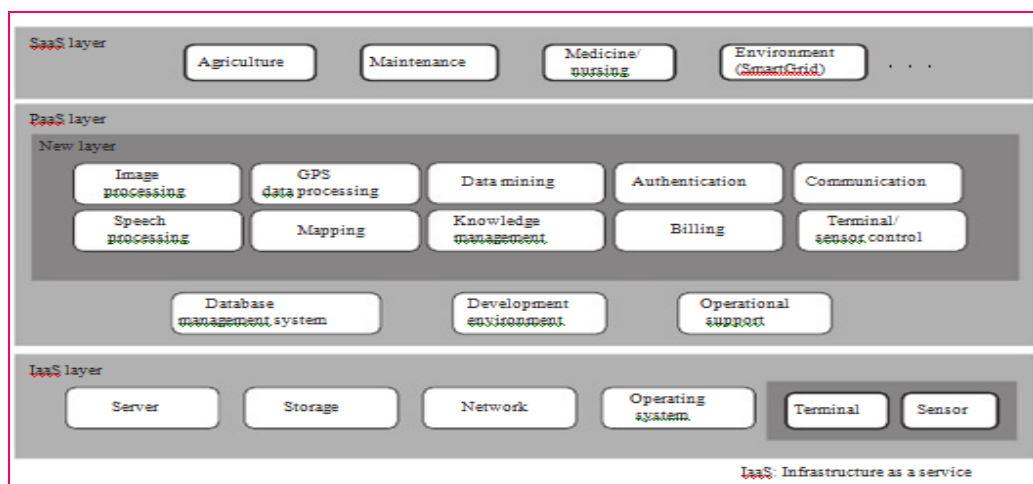 SaaS layer
Agriculture
Maintenance
Medicine/
nursing
Environment
(SmartGrid)
. . .
PaaS layer
New layer
Image
processing
GPS
data processing
Data mining
Authentication
Communication
Speech
processing
Mapping
Knowledge
management
Billing
Terminal/
sensor control
Database
management system
Development
environment
Operational
support
IaaS layer
Server
Storage
Network
Operating
system
Terminal
Sensor
IaaS: Infrastructure as a service